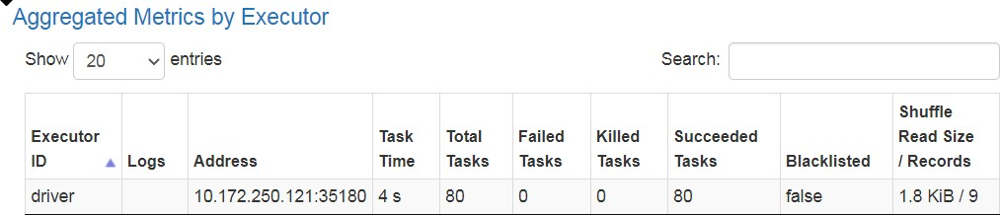 Aggregated Metrics by Executor
Show 20 entries Search:
Executor ID Logs Address Task Time Total Tasks Failed Tasks Killed Tasks Succeeded Tasks Blacklisted Shuffle Read Size / Records
driver 10.172.250.121:35180 4 s 80 0 0 80 false 1.8 KiB / 9